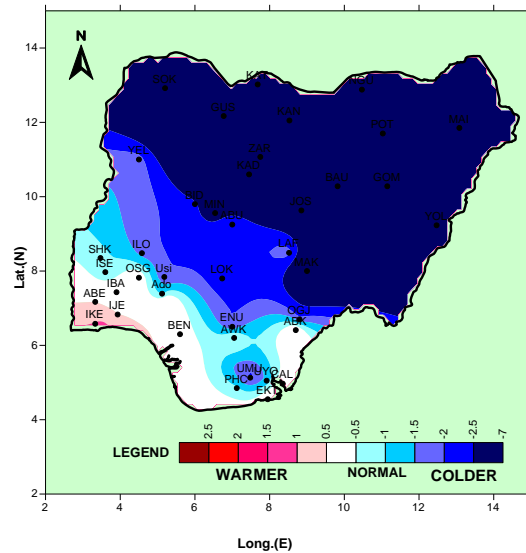 N
14
12
10
8
6
4
2
Lat.(N)
SOK
KAT
GUS
KAN
POT
MAI
YEL
ZAR
KAD
BAU
GOM
BID
MIN
ABU
JOS
YOL
SHK
ILO
LAF
ISE
OSG
Usi
LOK
MAK
IBA
Ado
ABE
IJE
IKE
BEN
ENU
OGJ
AWK
ABK
UMU
UYO
CAL
PHC
EKT
LEGEND
2.5
2
1.5
1
0.5
-0.5
-1
-1.5
-2
-7
WARMER
NORMAL
COLDER
2
4
6
8
10
12
14
Long.(E)